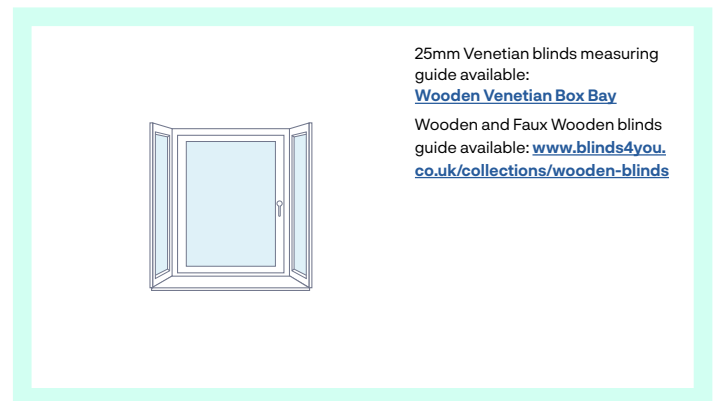 25mm Venetian blinds measuring
guide available:
Wooden Venetian Box Bay
Wooden and Faux Wooden blinds
guide available: www.blinds4you.
co.uk/collections/wooden-blinds